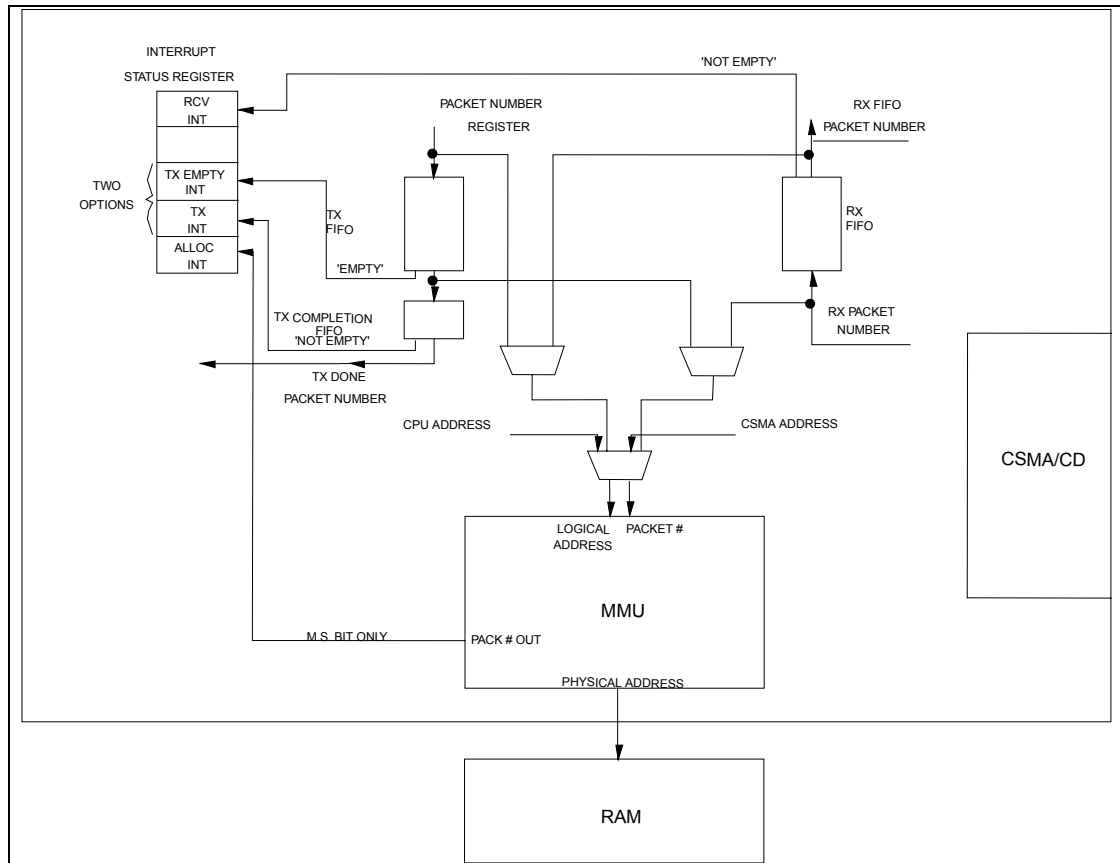 INTERRUPT
STATUS REGISTER
RCV
INT
TX EMPTY
INT
TX
INT
ALLOC
INT
TWO
OPTIONS
'NOT EMPTY'
PACKET NUMBER
REGISTER
RX FIFO
PACKET NUMBER
TX
FIFO
RX
FIFO
'EMPTY'
TX COMPLETION
FIFO
'NOT EMPTY'
TX DONE
PACKET NUMBER
RX PACKET
NUMBER
CPU ADDRESS
CSMA ADDRESS
CSMA/CD
LOGICAL
ADDRESS
PACKET #
MMU
M.S. BIT ONLY
PACK # OUT
PHYSICAL ADDRESS
RAM